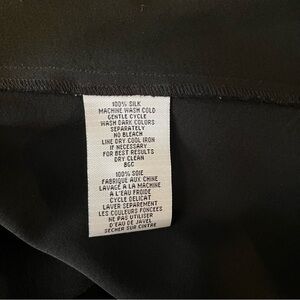 100% SILK
MACHINE WASH COLD
GENTLE CYCLE
WASH DARK COLORS
SEPARATELY
NO BLEACH
LINE DRY COOL IRON
IF NECESSARY
FOR BEST RESULTS
DRY CLEAN
BGC
100% SOIE
FABRIQUE AUX CHINE
LAVAGE A LA MACHINE
A L'EAU FROIDE
CYCLE DELICAT
LAVER SEPAREMENT
LES COULEURS FONCEES
NE PAS UTILISER
D'EAU DE JAVEL
SECHER SUR CINTRE